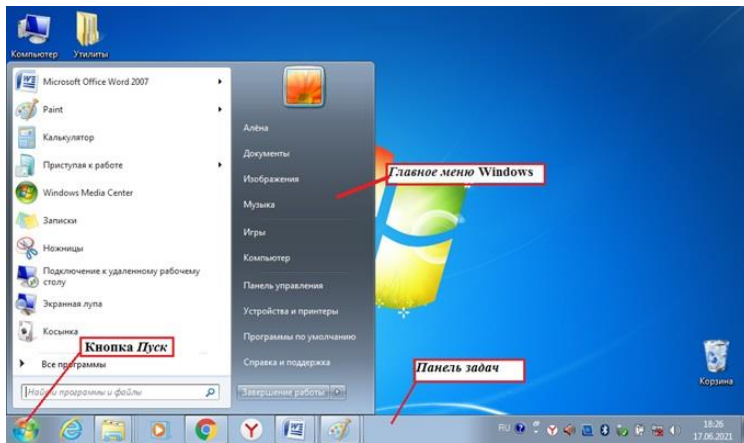 Компьютер
Утилиты
Microsoft Office Word 2007
Paint
Калькулятор
Приступая к работе
Windows Media Center
Записки
Ножницы
Подключение к удаленному рабочему
столу
Экранная лупа
Косынка
Кнопка Пуск
Все программы
Найти программы и файлы
Алёна
Документы
Изображения
Музыка
Игры
Компьютер
Панель управления
Устройства и принтеры
Программы по умолчанию
Справка и поддержка
Завершение работы
Главное меню Windows
Панель задач
Корзина
RU
18:26
17.06.2021